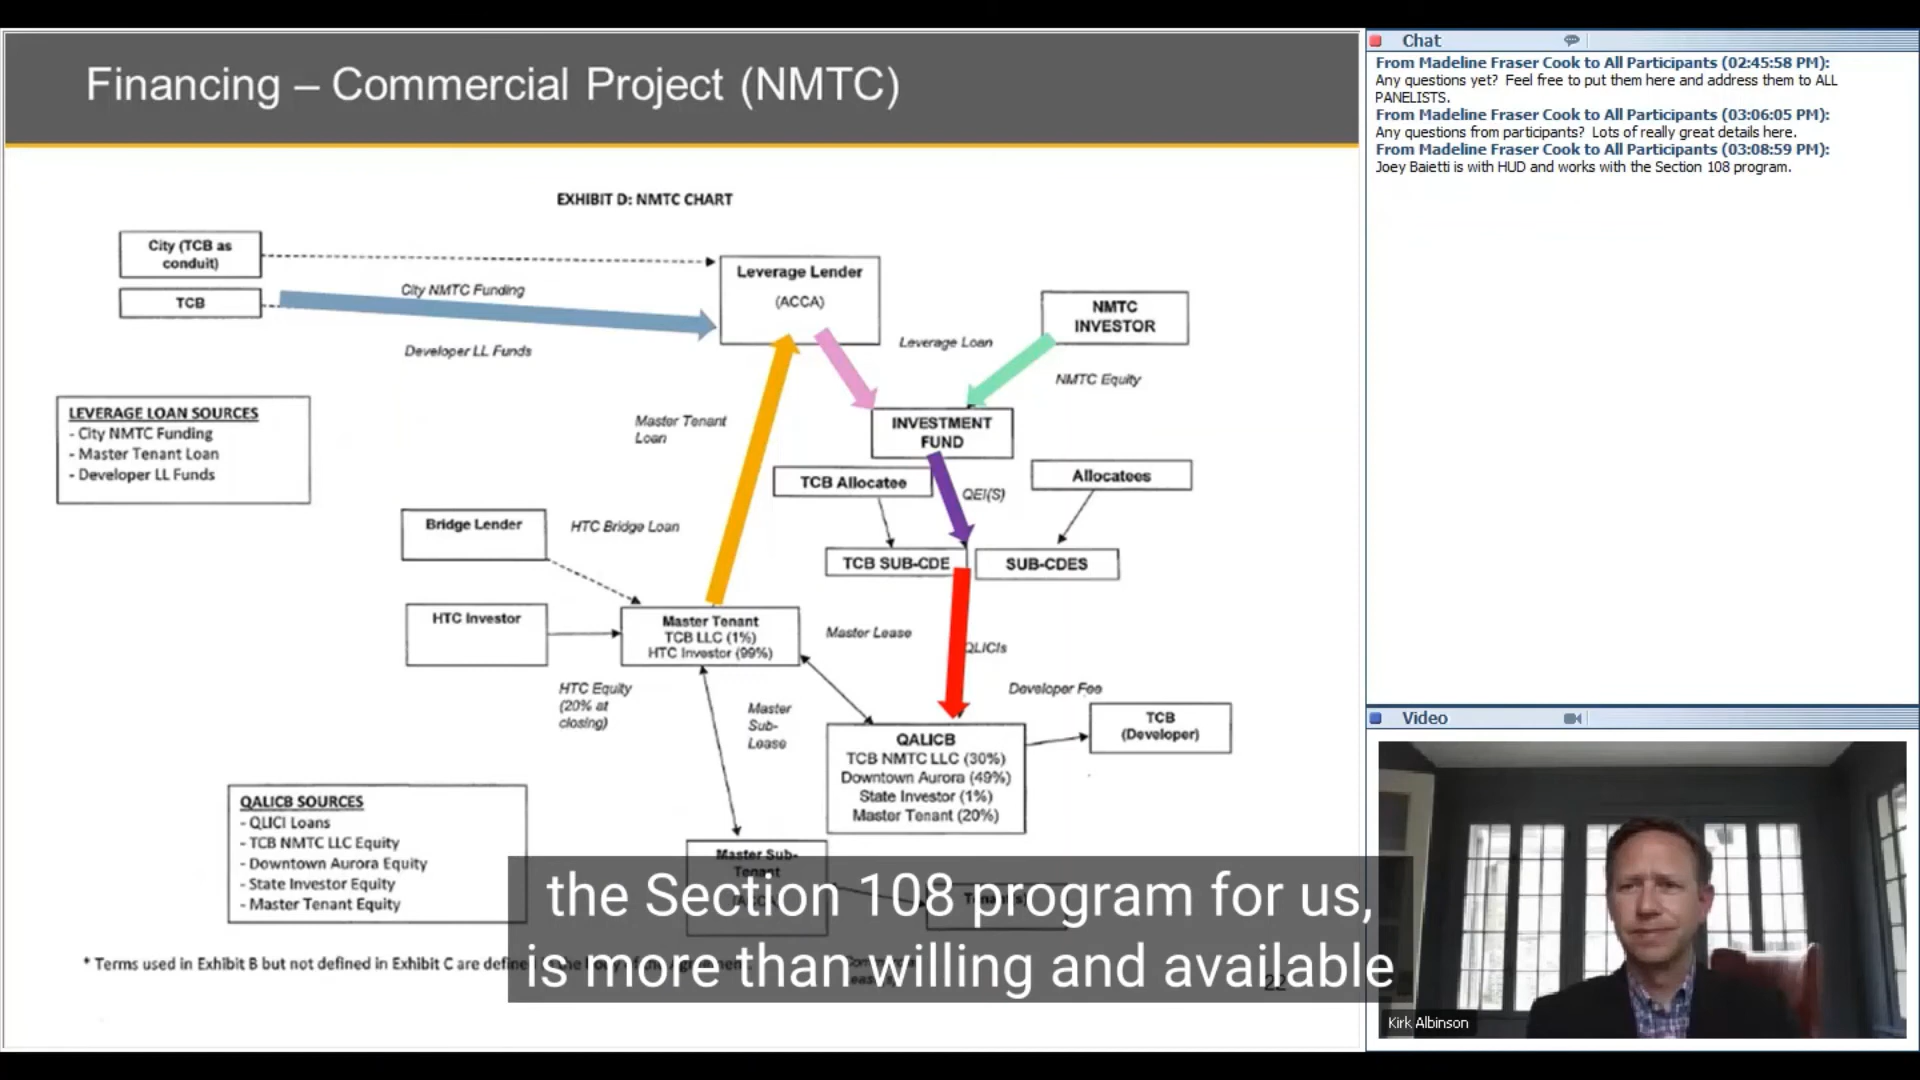 Financing – Commercial Project (NMTC)
EXHIBIT D: NMTC CHART
City (TCB as
conduit)
TCB
City NMTC Funding
Developer LL Funds
Leverage Lender
(ACCA)
Leverage Loan
NMTC
INVESTOR
NMTC Equity
LEVERAGE LOAN SOURCES
- City NMTC Funding
- Master Tenant Loan
- Developer LL Funds
Master Tenant
Loan
INVESTMENT
FUND
TCB Allocatee
QEI(S)
Allocatees
Bridge Lender
HTC Bridge Loan
TCB SUB-CDE
SUB-CDES
HTC Investor
Master Tenant
TCB LLC (1%)
HTC Investor (99%)
Master Lease
QLICIs
HTC Equity
(20% at
closing)
Master
Sub-
Lease
Developer Fee
TCB
(Developer)
QALICB
TCB NMTC LLC (30%)
Downtown Aurora (49%)
State Investor (1%)
Master Tenant (20%)
QALICB SOURCES
- QLICI Loans
- TCB NMTC LLC Equity
- Downtown Aurora Equity
- State Investor Equity
- Master Tenant Equity
Master Sub-
Tenant
* Terms used in Exhibit B but not defined in Exhibit C are
22
the Section 108 program for us,
is more than willing and available
Chat
From Madeline Fraser Cook to All Participants (02:45:58 PM):
Any questions yet? Feel free to put them here and address them to ALL
PANELISTS.
From Madeline Fraser Cook to All Participants (03:06:05 PM):
Any questions from participants? Lots of really great details here.
From Madeline Fraser Cook to All Participants (03:08:59 PM):
Joey Baietti is with HUD and works with the Section 108 program.
Video
Kirk Albinson